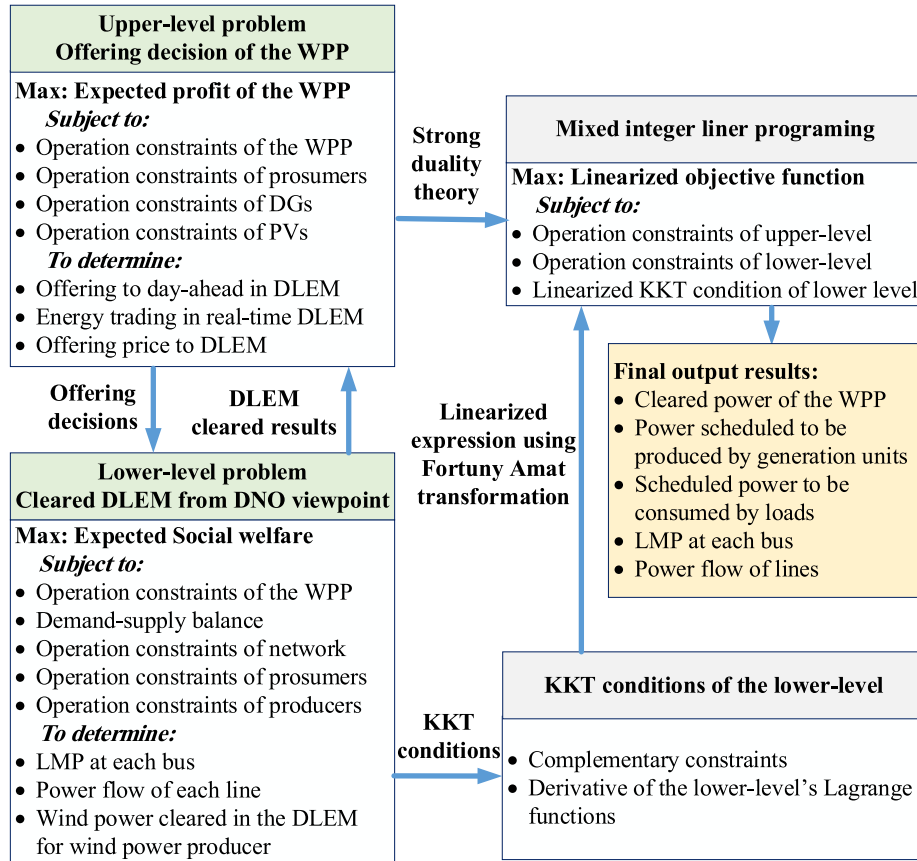 Upper-level problem
Offering decision of the WPP
Max: Expected profit of the WPP
Subject to:
• Operation constraints of the WPP
• Operation constraints of prosumers
• Operation constraints of DGs
• Operation constraints of PVs
To determine:
• Offering to day-ahead in DLEM
• Energy trading in real-time DLEM
• Offering price to DLEM
Strong
duality
theory
Mixed integer liner programing
Max: Linearized objective function
Subject to:
• Operation constraints of upper-level
• Operation constraints of lower-level
• Linearized KKT condition of lower level
Offering
decisions
DLEM
cleared results
Linearized
expression using
Fortuny Amat
transformation
Final output results:
• Cleared power of the WPP
• Power scheduled to be
produced by generation units
• Scheduled power to be
consumed by loads
• LMP at each bus
• Power flow of lines
Lower-level problem
Cleared DLEM from DNO viewpoint
Max: Expected Social welfare
Subject to:
• Operation constraints of the WPP
• Demand-supply balance
• Operation constraints of network
• Operation constraints of prosumers
• Operation constraints of producers
To determine:
• LMP at each bus
• Power flow of each line
• Wind power cleared in the DLEM
for wind power producer
KKT
conditions
KKT conditions of the lower-level
• Complementary constraints
• Derivative of the lower-level’s Lagrange
functions